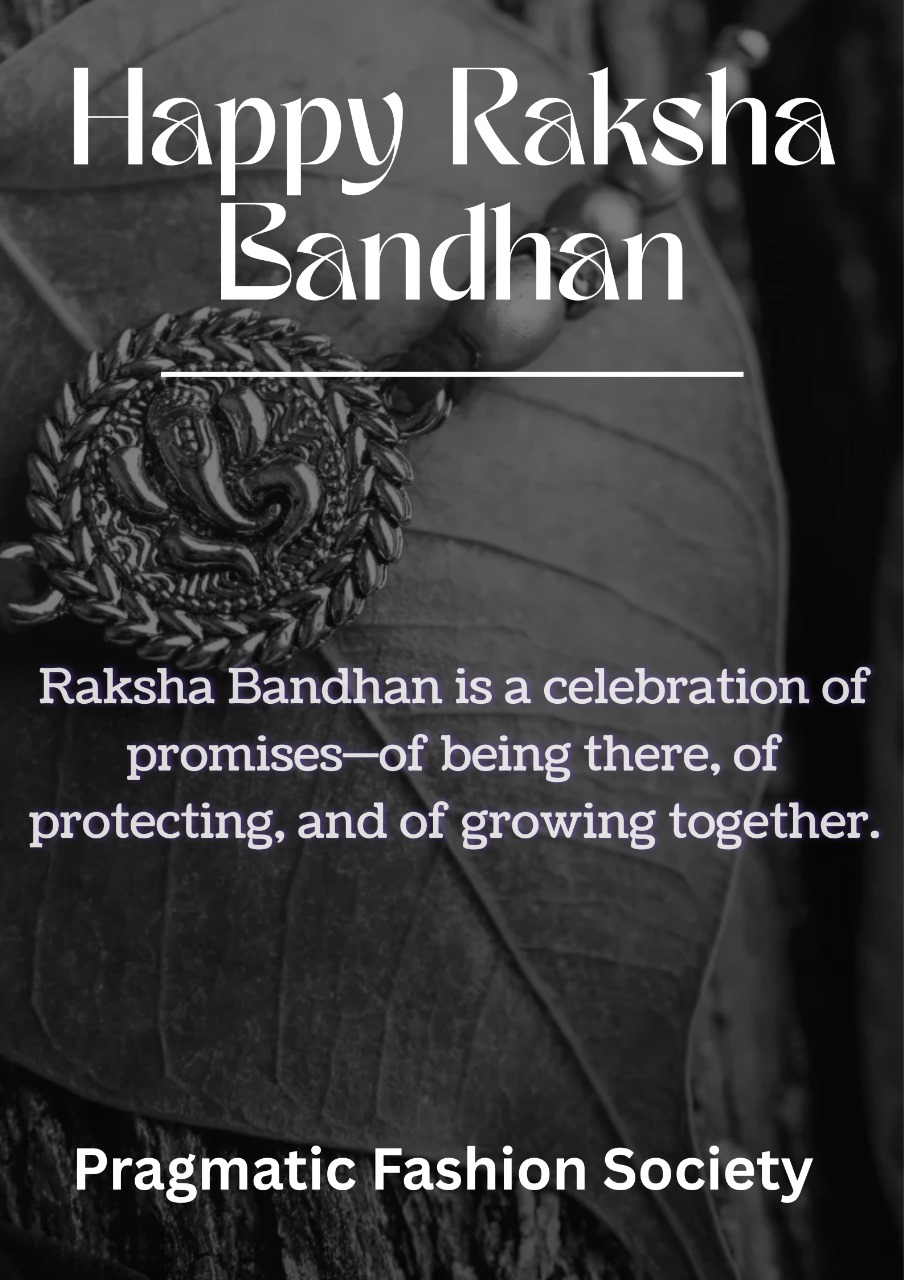 Happy Raksha
Bandhan
Raksha Bandhan is a celebration of
promises—of being there, of
protecting, and of growing together.
Pragmatic Fashion Society